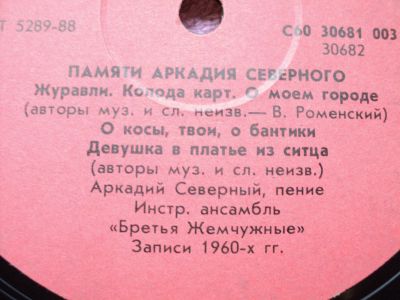 Т 5289-88
С60 30681 003
30682
ПАМЯТИ АРКАДИЯ СЕВЕРНОГО
Журавли. Колода карт. О моем городе
(авторы муз. и сл. неизв.— В. Роменский)
О косы, твои, о бантики
Девушка в платье из ситца
(авторы муз. и сл. неизв.)
Аркадий Северный, пение
Инстр. ансамбль
«Бретья Жемчужные»
Записи 1960-х гг.